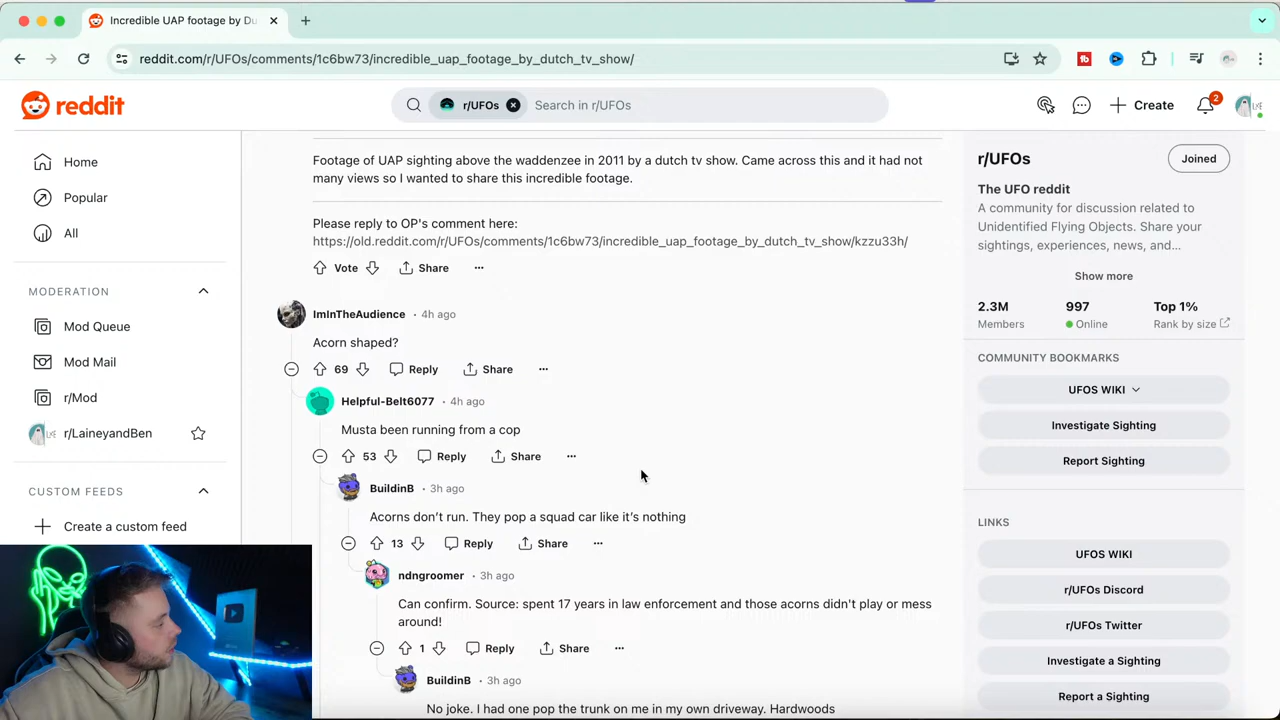 Incredible UAP footage by Du
reddit.com/r/UFOs/comments/1c6bw73/incredible_uap_footage_by_dutch_tv_show/
reddit
r/UFOs
Search in r/UFOs
Create
2
Home
Popular
All
MODERATION
Mod Queue
Mod Mail
r/Mod
r/LaineyandBen
CUSTOM FEEDS
Create a custom feed
Footage of UAP sighting above the waddenzee in 2011 by a dutch tv show. Came across this and it had not
many views so I wanted to share this incredible footage.
Please reply to OP's comment here:
https://old.reddit.com/r/UFOs/comments/1c6bw73/incredible_uap_footage_by_dutch_tv_show/kzzu33h/
Vote Share ···
ImInTheAudience • 4h ago
Acorn shaped?
69 Reply Share ···
Helpful-Belt6077 • 4h ago
Musta been running from a cop
53 Reply Share ···
BuildinB • 3h ago
Acorns don’t run. They pop a squad car like it’s nothing
13 Reply Share ···
ndngroomer • 3h ago
Can confirm. Source: spent 17 years in law enforcement and those acorns didn't play or mess
around!
1 Reply Share ···
BuildinB • 3h ago
No joke. I had one pop the trunk on me in my own driveway. Hardwoods
r/UFOs
Joined
The UFO reddit
A community for discussion related to
Unidentified Flying Objects. Share your
sightings, experiences, news, and...
Show more
2.3M 997 Top 1%
Members Online Rank by size
COMMUNITY BOOKMARKS
UFOS WIKI
Investigate Sighting
Report Sighting
LINKS
UFOS WIKI
r/UFOs Discord
r/UFOs Twitter
Investigate a Sighting
Report a Sighting